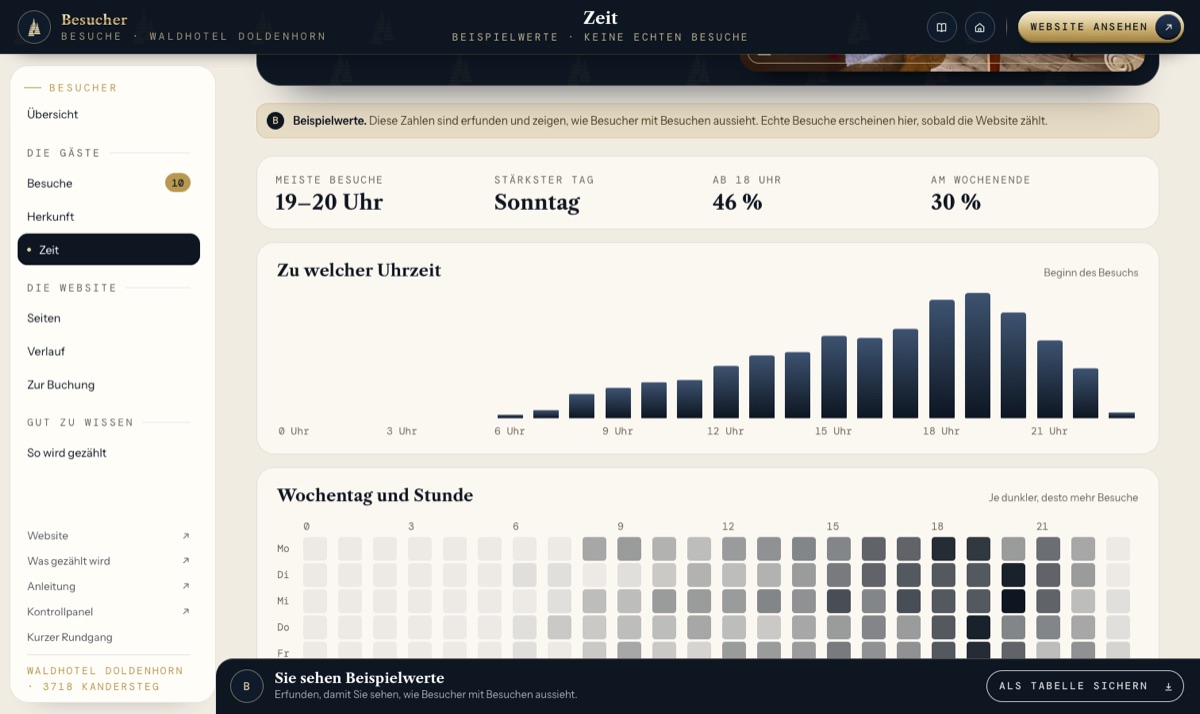 Besucher
BESUCHE · WALDHOTEL DOLDENHORN
Zeit
BEISPIELWERTE · KEINE ECHTEN BESUCHE
WEBSITE ANSEHEN
BESUCHER
Übersicht
DIE GÄSTE
Besuche 10
Herkunft
Zeit
DIE WEBSITE
Seiten
Verlauf
Zur Buchung
GUT ZU WISSEN
So wird gezählt
Website
Was gezählt wird
Anleitung
Kontrollpanel
Kurzer Rundgang
WALDHOTEL DOLDENHORN
· 3718 KANDERSTEG
B Beispielwerte. Diese Zahlen sind erfunden und zeigen, wie Besucher mit Besuchen aussieht. Echte Besuche erscheinen hier, sobald die Website zählt.
MEISTE BESUCHE
19–20 Uhr
STÄRKSTER TAG
Sonntag
AB 18 UHR
46 %
AM WOCHENENDE
30 %
Zu welcher Uhrzeit
Beginn des Besuchs
0 Uhr 3 Uhr 6 Uhr 9 Uhr 12 Uhr 15 Uhr 18 Uhr 21 Uhr
Wochentag und Stunde
Je dunkler, desto mehr Besuche
0 3 6 9 12 15 18 21
Mo
Di
Mi
Do
Fr
B
Sie sehen Beispielwerte
Erfunden, damit Sie sehen, wie Besucher mit Besuchen aussieht.
ALS TABELLE SICHERN